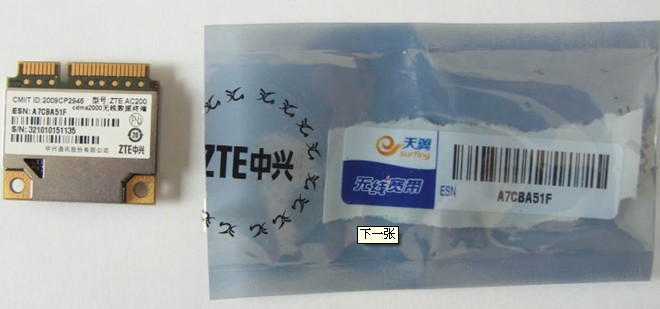 CMIIT ID:2009CP2946 型号:ZTE AC200
cdma2000无线数据终端
ESN: A7CBA51F
S/N:321010151135
中兴通讯股份有限公司
ZTE中兴
20
ZTE中兴
天翼
surfing
无线宽带
ESN
A7CBA51F
下一张